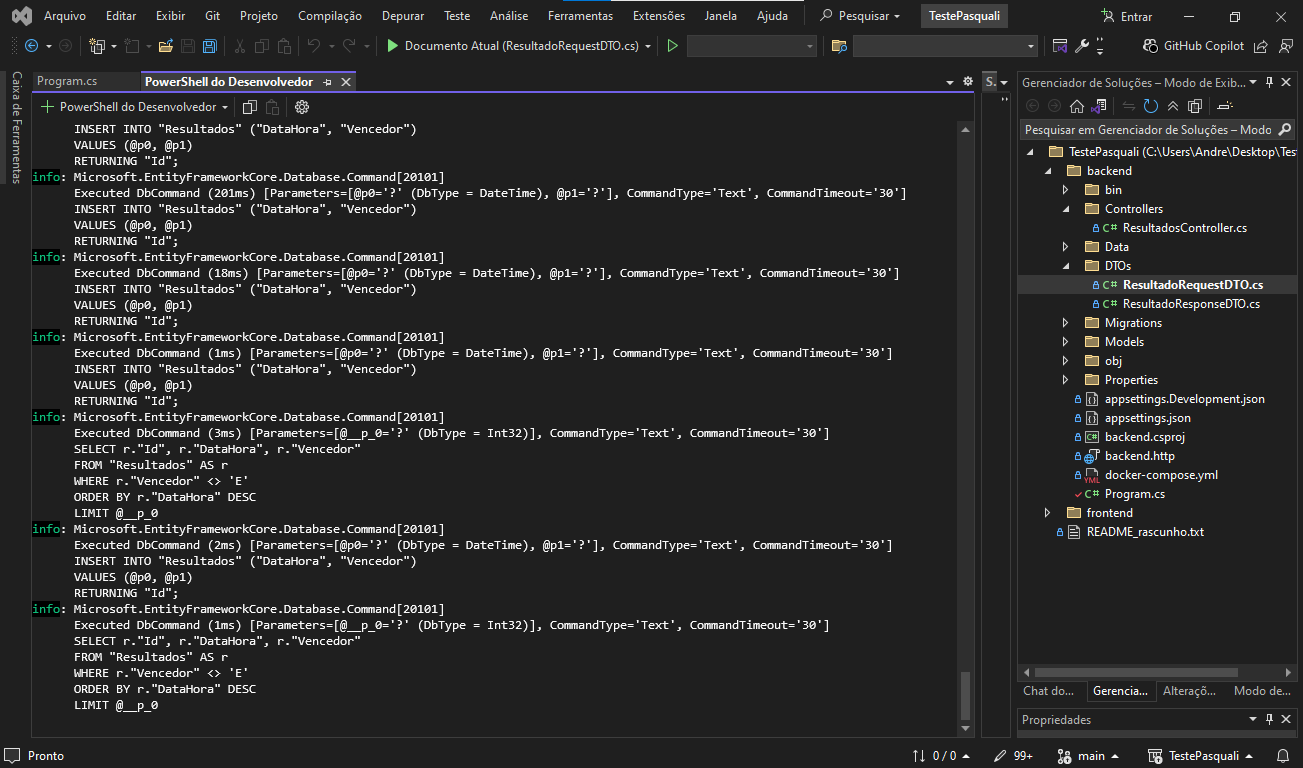 Arquivo Editar Exibir Git Projeto Compilação Depurar Teste Análise Ferramentas Extensões Janela Ajuda Pesquisar TestePasquali Entrar
Documento Atual (ResultadoRequestDTO.cs) GitHub Copilot
Caixa de Ferramentas
Program.cs PowerShell do Desenvolvedor
PowerShell do Desenvolvedor
INSERT INTO "Resultados" ("DataHora", "Vencedor")
VALUES (@p0, @p1)
RETURNING "Id";
info: Microsoft.EntityFrameworkCore.Database.Command[20101]
Executed DbCommand (201ms) [Parameters=[@p0='?' (DbType = DateTime), @p1='?'], CommandType='Text', CommandTimeout='30']
INSERT INTO "Resultados" ("DataHora", "Vencedor")
VALUES (@p0, @p1)
RETURNING "Id";
info: Microsoft.EntityFrameworkCore.Database.Command[20101]
Executed DbCommand (18ms) [Parameters=[@p0='?' (DbType = DateTime), @p1='?'], CommandType='Text', CommandTimeout='30']
INSERT INTO "Resultados" ("DataHora", "Vencedor")
VALUES (@p0, @p1)
RETURNING "Id";
info: Microsoft.EntityFrameworkCore.Database.Command[20101]
Executed DbCommand (1ms) [Parameters=[@p0='?' (DbType = DateTime), @p1='?'], CommandType='Text', CommandTimeout='30']
INSERT INTO "Resultados" ("DataHora", "Vencedor")
VALUES (@p0, @p1)
RETURNING "Id";
info: Microsoft.EntityFrameworkCore.Database.Command[20101]
Executed DbCommand (3ms) [Parameters=[@__p_0='?' (DbType = Int32)], CommandType='Text', CommandTimeout='30']
SELECT r."Id", r."DataHora", r."Vencedor"
FROM "Resultados" AS r
WHERE r."Vencedor" <> 'E'
ORDER BY r."DataHora" DESC
LIMIT @__p_0
info: Microsoft.EntityFrameworkCore.Database.Command[20101]
Executed DbCommand (2ms) [Parameters=[@p0='?' (DbType = DateTime), @p1='?'], CommandType='Text', CommandTimeout='30']
INSERT INTO "Resultados" ("DataHora", "Vencedor")
VALUES (@p0, @p1)
RETURNING "Id";
info: Microsoft.EntityFrameworkCore.Database.Command[20101]
Executed DbCommand (1ms) [Parameters=[@__p_0='?' (DbType = Int32)], CommandType='Text', CommandTimeout='30']
SELECT r."Id", r."DataHora", r."Vencedor"
FROM "Resultados" AS r
WHERE r."Vencedor" <> 'E'
ORDER BY r."DataHora" DESC
LIMIT @__p_0
S.
Gerenciador de Soluções – Modo de Exib...
Pesquisar em Gerenciador de Soluções – Modo
TestePasquali (C:\Users\Andre\Desktop\Tes
backend
bin
Controllers
C# ResultadosController.cs
Data
DTOs
C# ResultadoRequestDTO.cs
C# ResultadoResponseDTO.cs
Migrations
Models
obj
Properties
appsettings.Development.json
appsettings.json
C# backend.csproj
backend.http
YML docker-compose.yml
C# Program.cs
frontend
README_rascunho.txt
Chat do... Gerencia... Alteraçõ... Modo de...
Propriedades
Pronto 0 / 0 99+ main TestePasquali